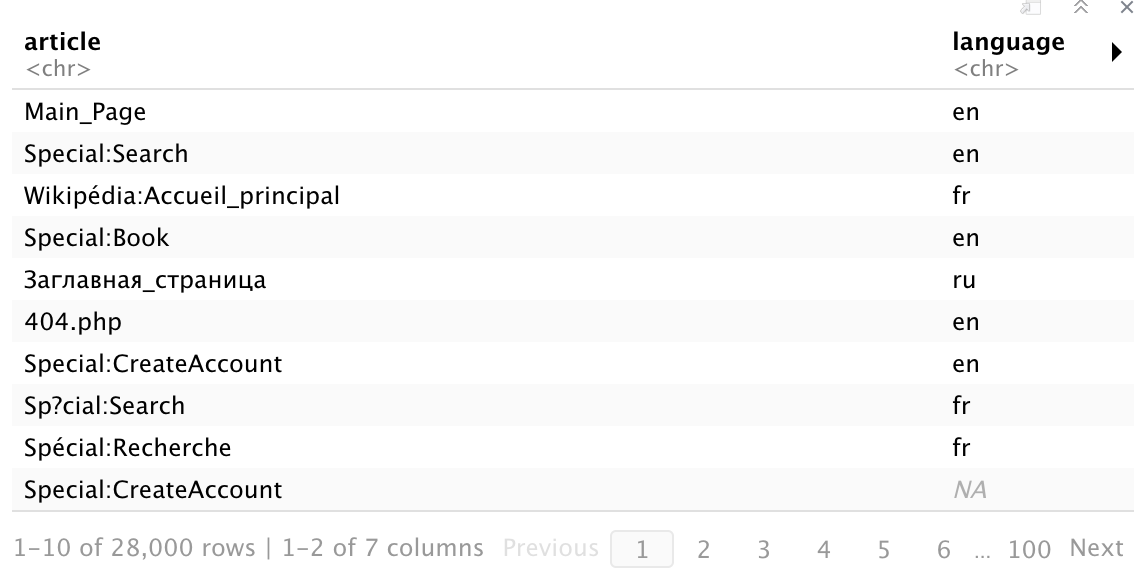 article language
<chr> <chr>
Main_Page en
Special:Search en
Wikipédia:Accueil_principal fr
Special:Book en
Заглавная_страница ru
404.php en
Special:CreateAccount en
Sp?cial:Search fr
Spécial:Recherche fr
Special:CreateAccount NA
1-10 of 28,000 rows | 1-2 of 7 columns Previous 1 2 3 4 5 6 ... 100 Next